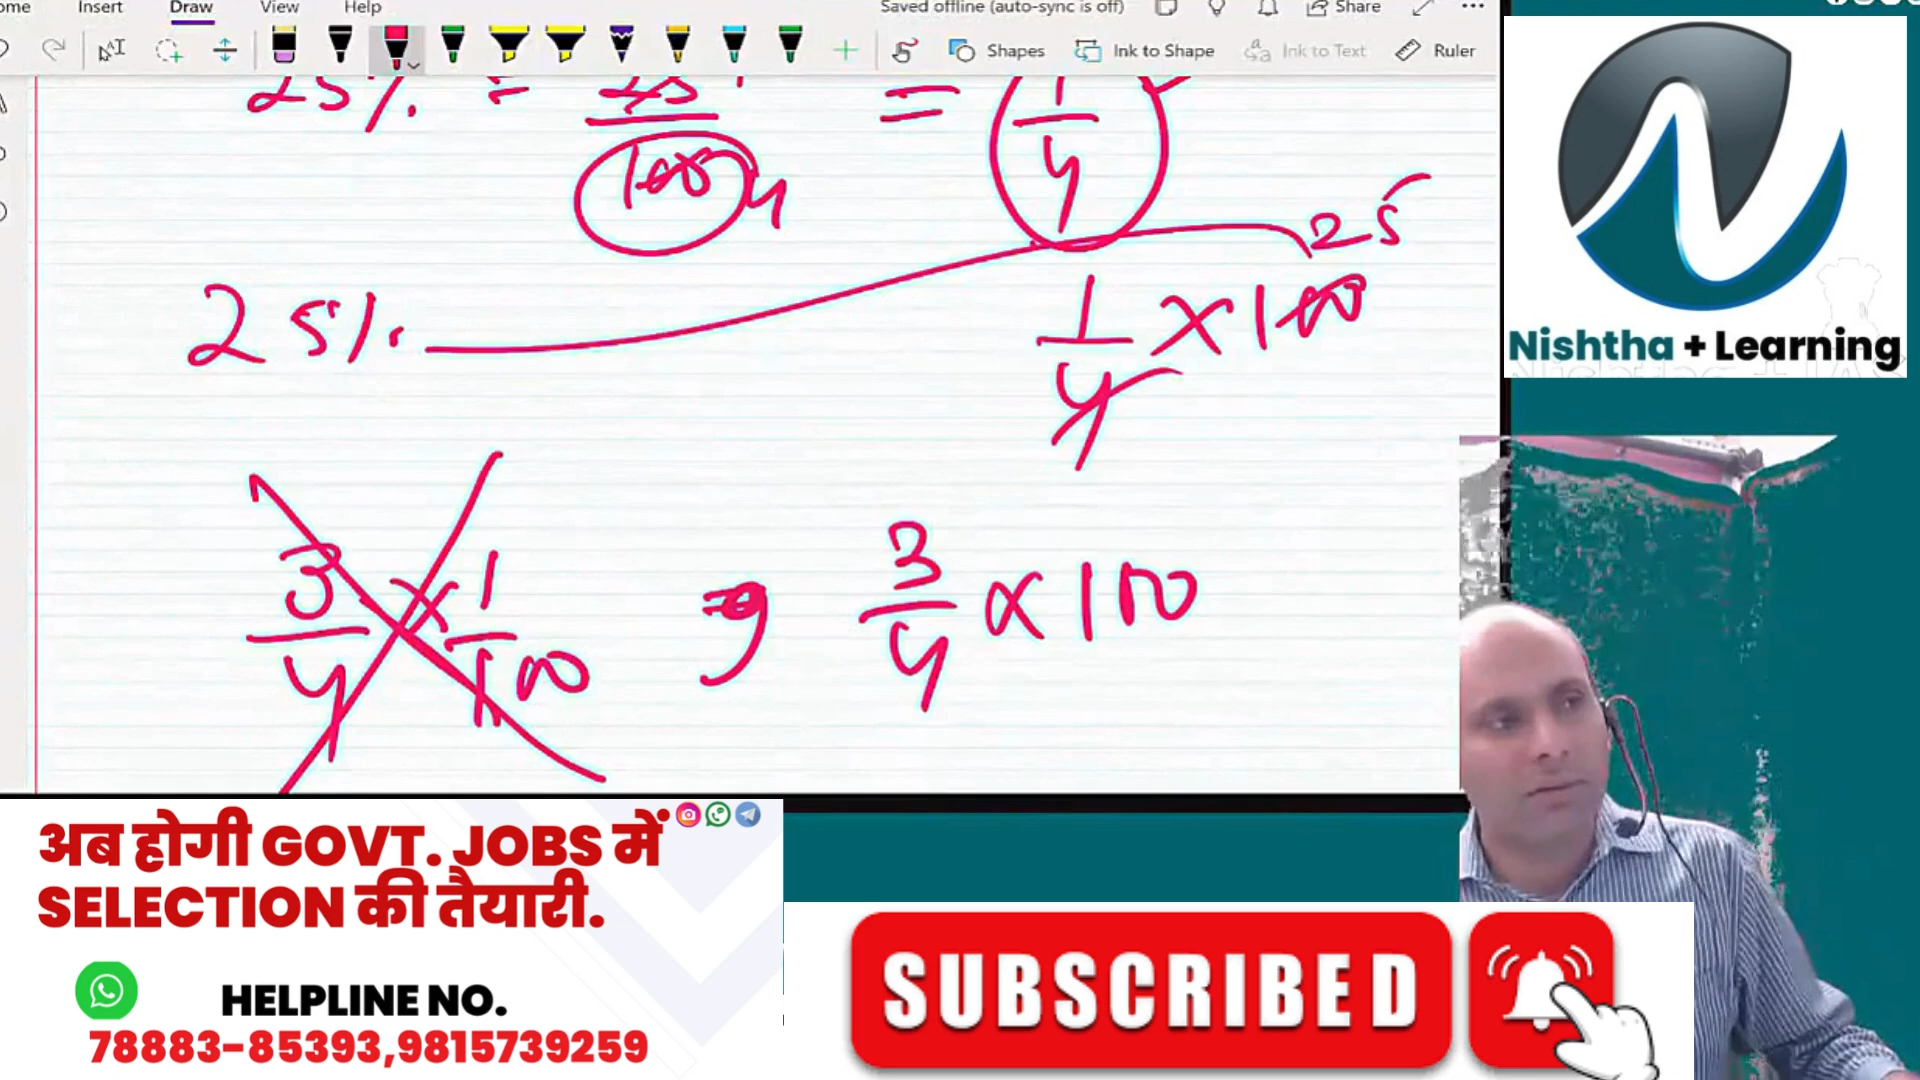 Insert Draw View Help Saved offline (auto-sync is off) Share
Shapes Ink to Shape Ink to Text Ruler
25% = 25/100 = 1/4
4
25
25% 1/4 × 100
3/4 × 1/100 ⇒ 3/4 × 100
Nishtha + Learning
अब होगी GOVT. JOBS में
SELECTION की तैयारी.
HELPLINE NO.
78883-85393,9815739259
SUBSCRIBED